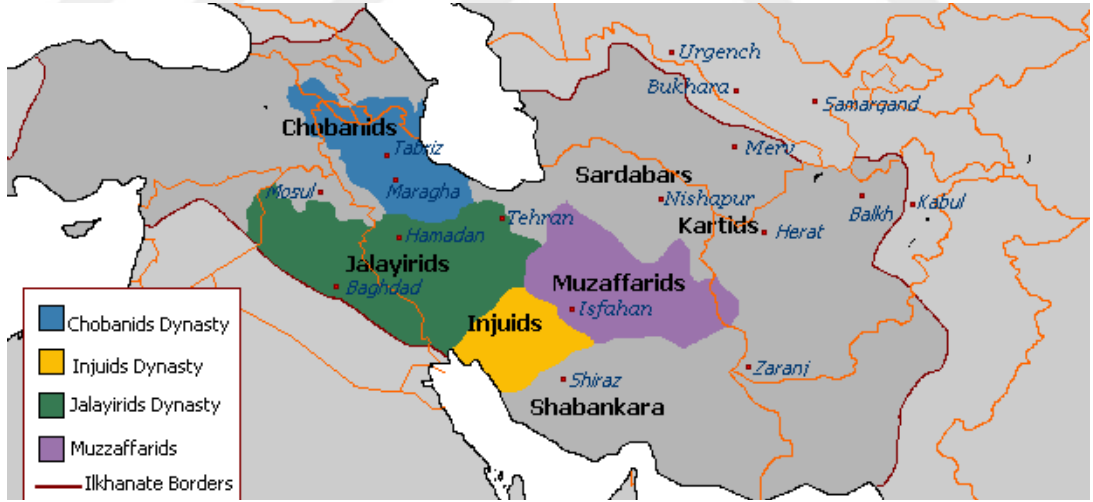 Urgench
Bukhara
Samarqand
Chobanids
Tabriz
Merv
Sardabars
Mosul
Maragha
Nishapur
Balkh
Kabul
Tehran
Kartids
Herat
Hamadan
Jalayirids
Baghdad
Muzaffarids
Isfahan
Injuids
Zaranj
Shiraz
Shabankara
Chobanids Dynasty
Injuids Dynasty
Jalayirids Dynasty
Muzzaffarids
Ilkhanate Borders